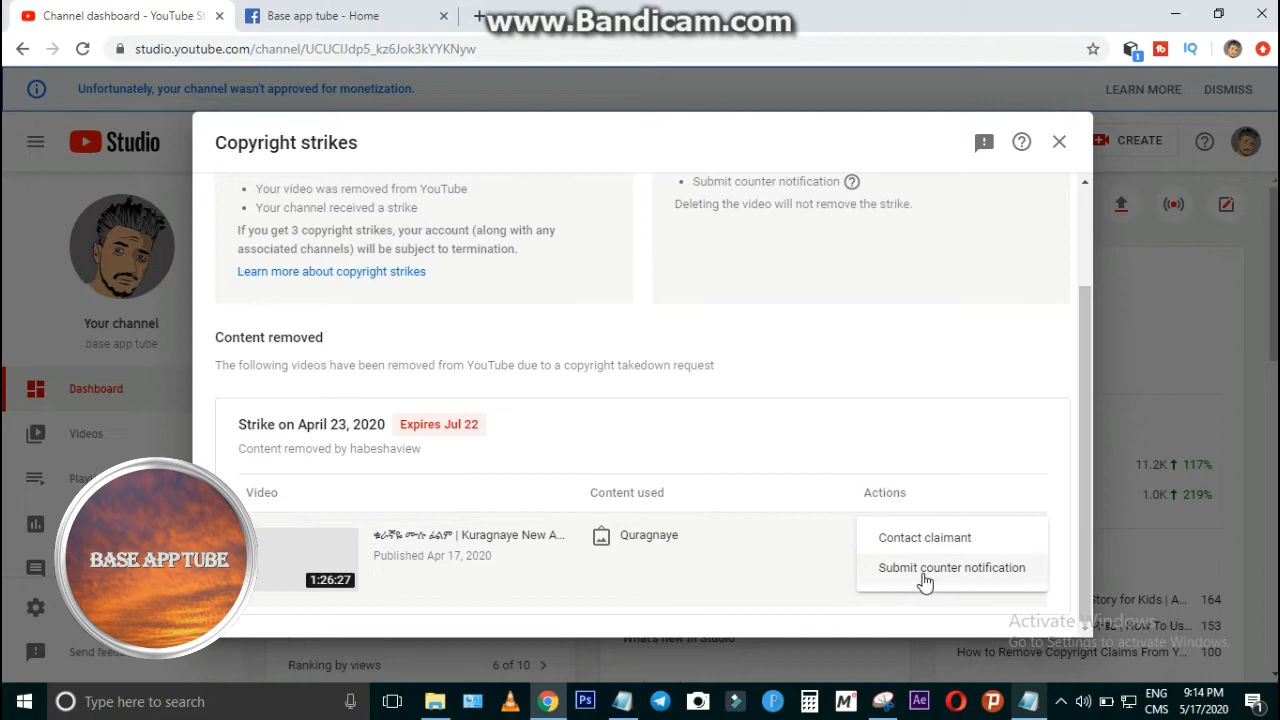 Channel dashboard - YouTube St
Base app tube - Home
www.Bandicam.com
studio.youtube.com/channel/UCUClJdp5_kz6Jok3kYYKNyw
Unfortunately, your channel wasn't approved for monetization.
LEARN MORE
DISMISS
Studio
Copyright strikes
CREATE
• Your video was removed from YouTube
• Your channel received a strike
If you get 3 copyright strikes, your account (along with any
associated channels) will be subject to termination.
Learn more about copyright strikes
• Submit counter notification
Deleting the video will not remove the strike.
Your channel
base app tube
Dashboard
Videos
Send
BASE APP TUBE
Content removed
The following videos have been removed from YouTube due to a copyright takedown request
Strike on April 23, 2020
Expires Jul 22
Content removed by habeshaview
Video
Content used
Actions
ቁራኛዬ ሙሉ ፊልም | Kuragnaye New A...
Published Apr 17, 2020
1:26:27
Quragnaye
Contact claimant
Submit counter notification
11.2K 117%
1.0K 219%
Story for Kids | A... 164
| How To Us... 153
How to Remove Copyright Claims From Y... 100
What's new in Studio
Ranking by views
6 of 10
Activate Windows
Go to Settings to activate Windows.
Type here to search
ENG
CMS
9:14 PM
5/17/2020